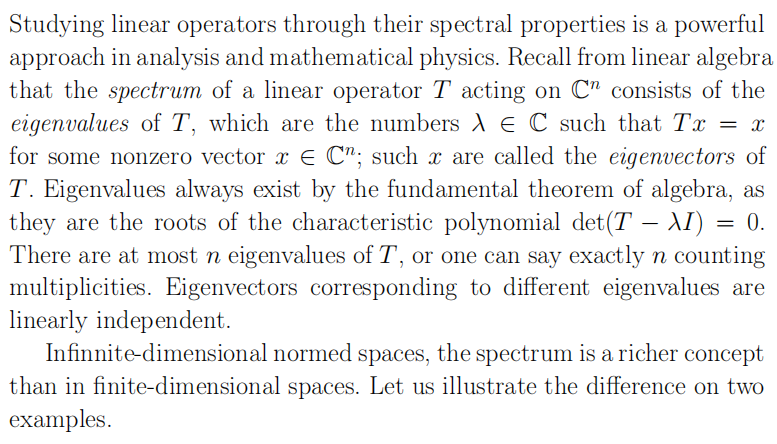 Studying linear operators through their spectral properties is a powerful
approach in analysis and mathematical physics. Recall from linear algebra
that the spectrum of a linear operator T acting on ℂⁿ consists of the
eigenvalues of T, which are the numbers λ ∈ ℂ such that Tx = x
for some nonzero vector x ∈ ℂⁿ; such x are called the eigenvectors of
T. Eigenvalues always exist by the fundamental theorem of algebra, as
they are the roots of the characteristic polynomial det(T − λI) = 0.
There are at most n eigenvalues of T, or one can say exactly n counting
multiplicities. Eigenvectors corresponding to different eigenvalues are
linearly independent.
Infinnite-dimensional normed spaces, the spectrum is a richer concept
than in finite-dimensional spaces. Let us illustrate the difference on two
examples.